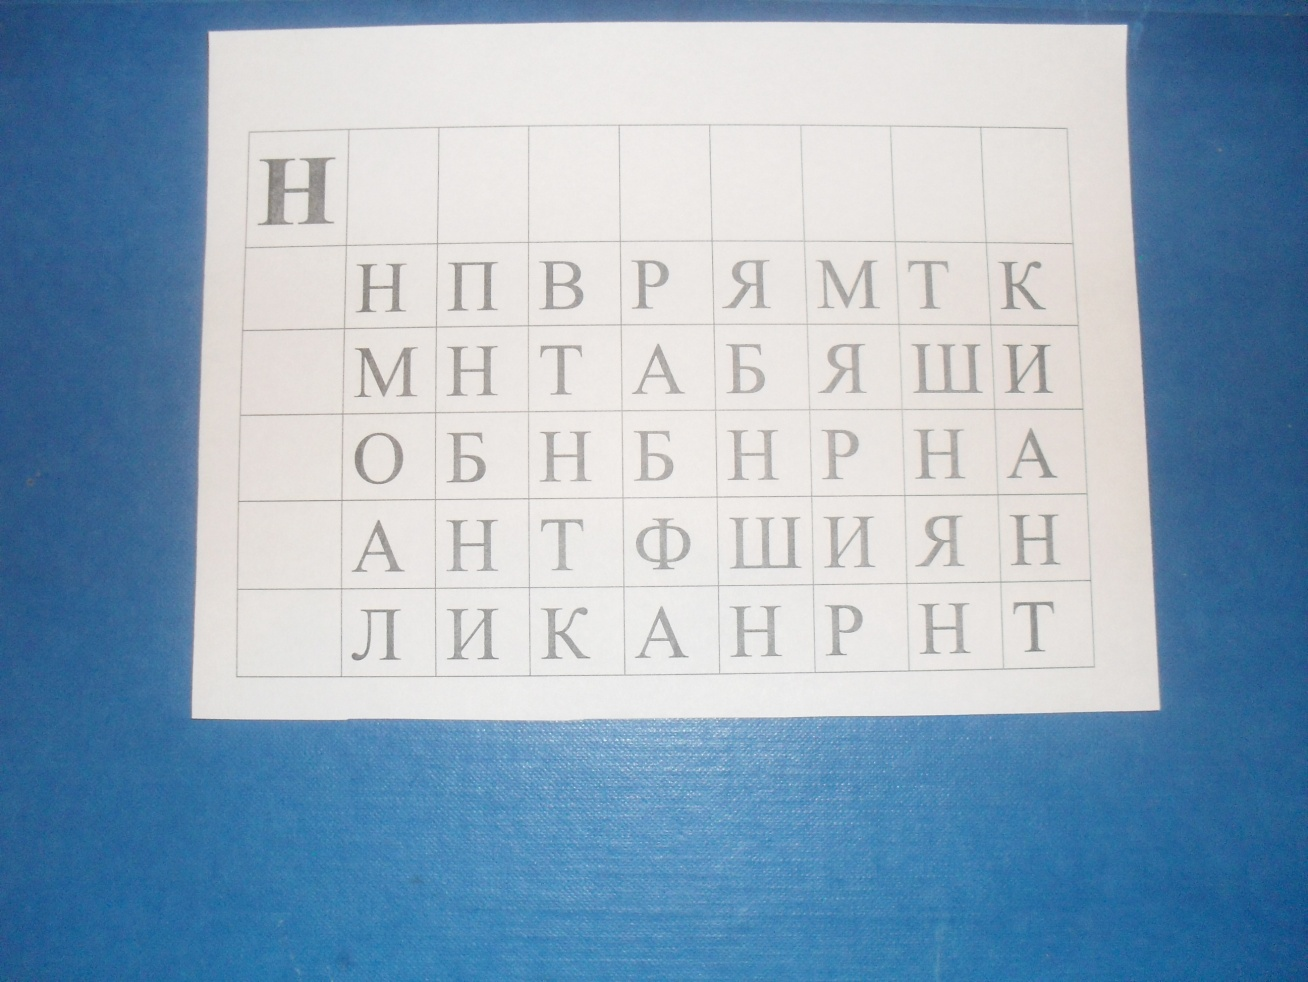 Н
Н П В Р Я М Т К
М Н Т А Б Я Ш И
О Б Н Б Н Р Н А
А Н Т Ф Ш И Я Н
Л И К А Н Р Н Т